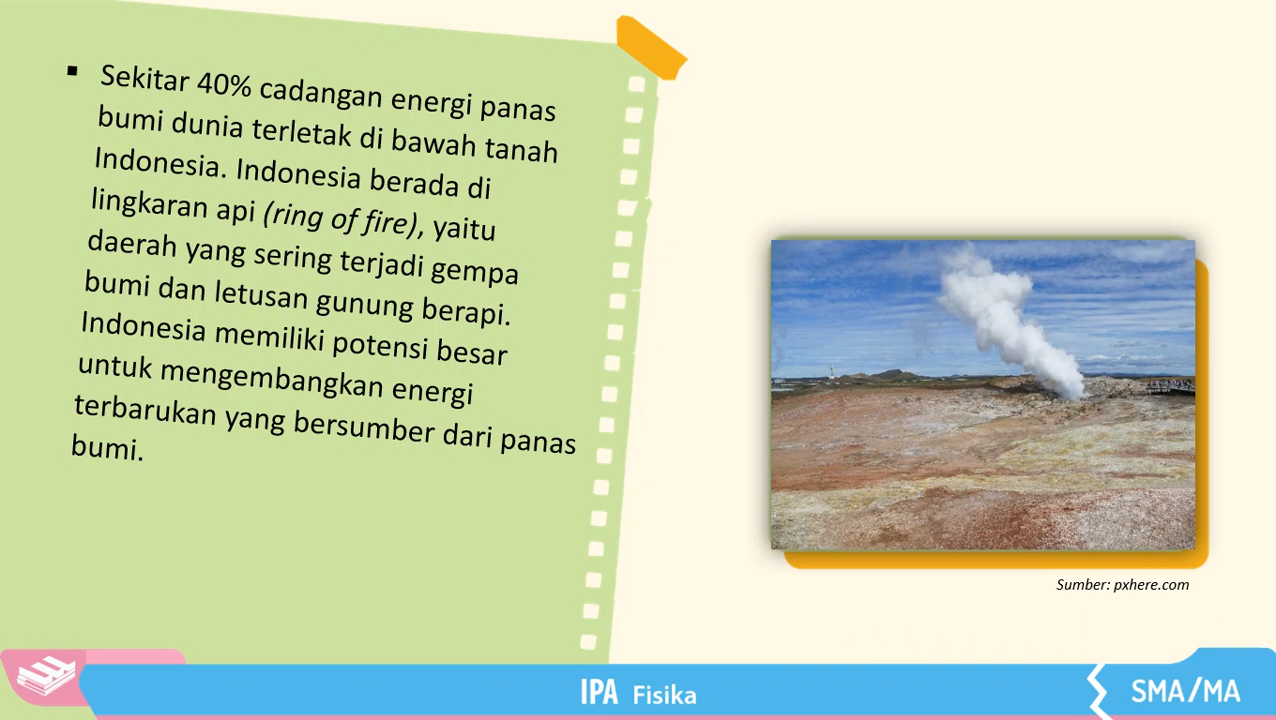 ▪ Sekitar 40% cadangan energi panas
bumi dunia terletak di bawah tanah
Indonesia. Indonesia berada di
lingkaran api (ring of fire), yaitu
daerah yang sering terjadi gempa
bumi dan letusan gunung berapi.
Indonesia memiliki potensi besar
untuk mengembangkan energi
terbarukan yang bersumber dari panas
bumi.
Sumber: pxhere.com
IPA Fisika
SMA/MA